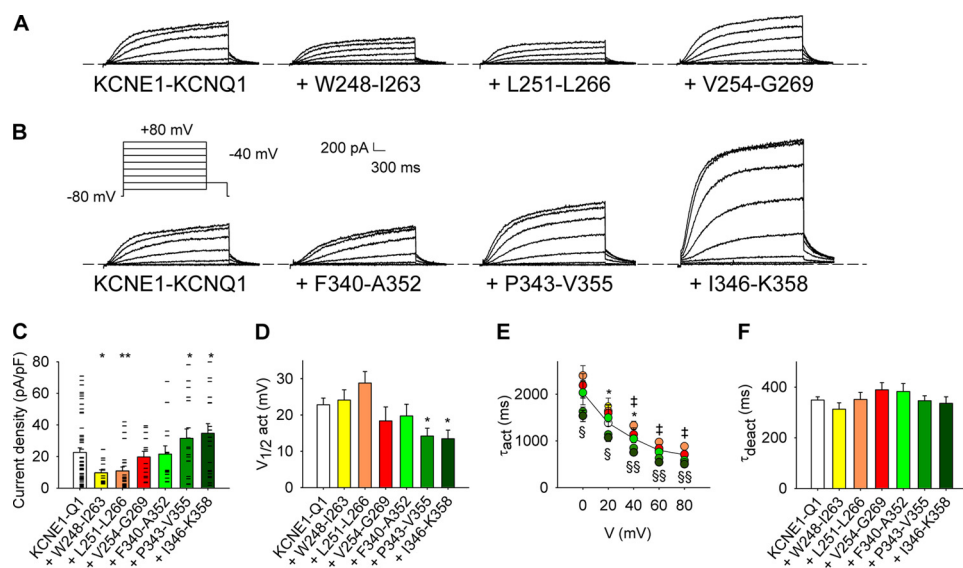 A
KCNE1-KCNQ1
+ W248-I263
+ L251-L266
+ V254-G269
B
+80 mV
-40 mV
-80 mV
200 pA
300 ms
KCNE1-KCNQ1
+ F340-A352
+ P343-V355
+ I346-K358
C
Current density (pA/pF)
80
60
40
20
0
* ** * *
KCNE1-Q1
+ W248-I263
+ L251-L266
+ V254-G269
+ F340-A352
+ P343-V355
+ I346-K358
D
V1/2 act (mV)
30
20
10
0
* *
KCNE1-Q1
+ W248-I263
+ L251-L266
+ V254-G269
+ F340-A352
+ P343-V355
+ I346-K358
E
τact (ms)
2000
1000
0
* ‡ * ‡ ‡
§ § §§ §§ §§
0 20 40 60 80
V (mV)
F
τdeact (ms)
600
400
200
0
KCNE1-Q1
+ W248-I263
+ L251-L266
+ V254-G269
+ F340-A352
+ P343-V355
+ I346-K358